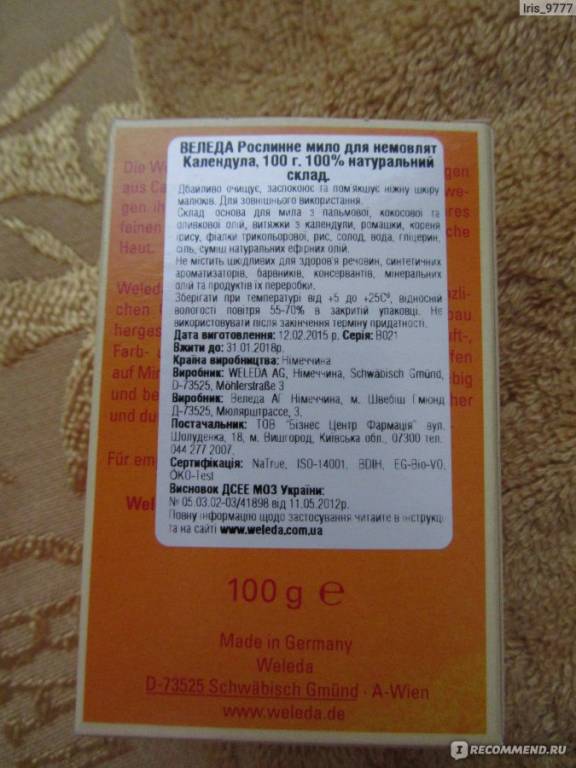 Iris_9777
ВЕЛЕДА Рослинне мило для немовлят
Календула, 100 г. 100% натуральний
склад.
Дбайливо очищує, заспокоює та пом'якшує ніжну шкіру
малюків. Для зовнішнього використання.
Склад: основа для мила з пальмової, кокосової та
оливкової олій, витяжки з календули, ромашки, кореня
ірису, фіалки трикольорової, рис, солод, вода, гліцерин,
сіль, суміш натуральних ефірних олій.
Не містить шкідливих для здоров'я речовин, синтетичних
ароматизаторів, барвників, консервантів, мінеральних
олій та продуктів їх переробки.
Зберігати при температурі від +5 до +25C°, відносній
вологості повітря 55-70% в закритій упаковці. Не
використовувати після закінчення терміну придатності.
Дата виготовлення: 12.02.2015 р. Серія: B021
Вжити до: 31.01.2018р.
Країна виробництва: Німеччина
Виробник: WELEDA AG, Німеччина, Schwäbisch Gmünd,
D-73525, Möhlerstraße 3
Виробник: Веледа АГ Німеччина, м. Швебіш Гмюнд
Д-73525, Мюлярштрассе, 3,
Постачальник: ТОВ "Бізнес Центр Фармація" вул.
Шолуденка, 18, м. Вишгород, Київська обл., 07300 тел.
044 277 2007.
Сертифікація: NaTrue, ISO-14001, BDIH, EG-Bio-VO,
ÖKO-Test
Висновок ДСЕЕ МОЗ України:
№ 05.03.02-03/41898 від 11.05.2012р.
Повну інформацію щодо застосування читайте в інструкц
та на сайті www.weleda.com.ua
100 g ℮
Made in Germany
Weleda
D-73525 Schwäbisch Gmünd · A-Wien
www.weleda.de
IRECOMMEND.RU